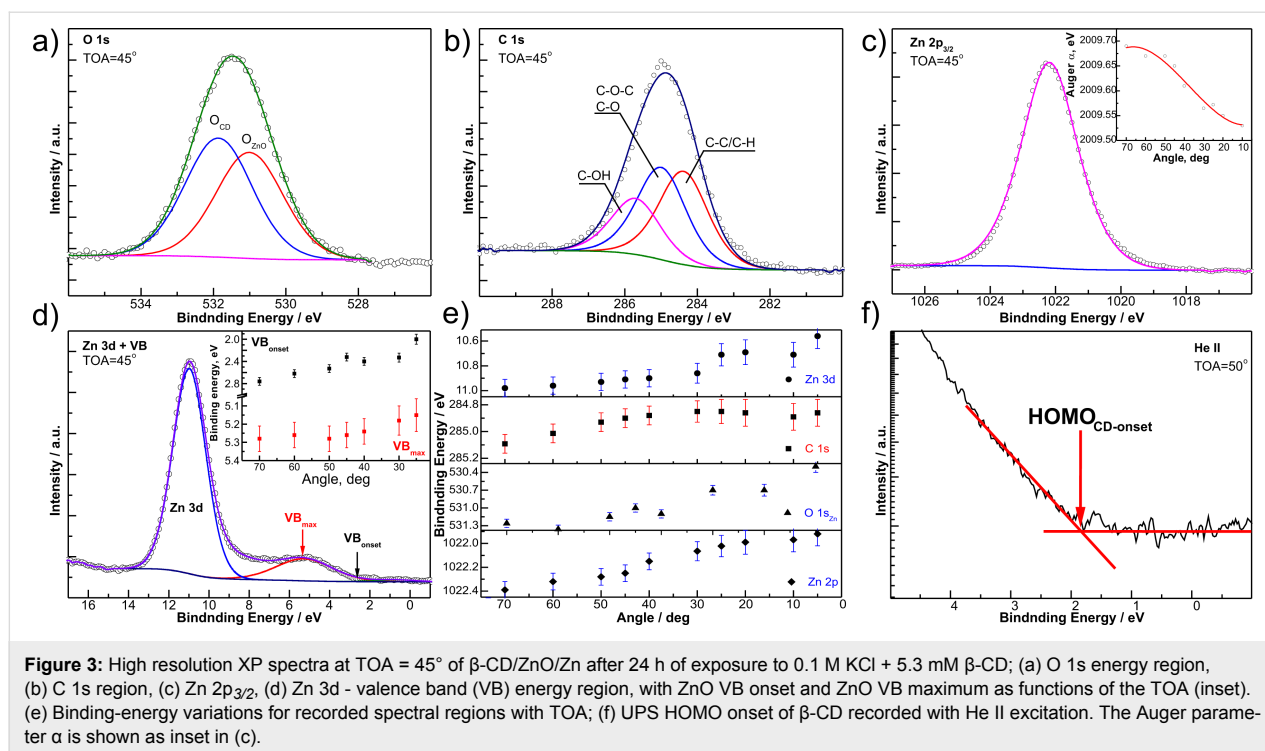 a)
O 1s
TOA=45°
Intensity / a.u.
O_CD
O_ZnO
534 532 530 528
Bindnding Energy / eV
b)
C 1s
TOA=45°
Intensity / a.u.
C-O-C
C-O
C-OH
C-C/C-H
288 286 284 282
Bindnding Energy / eV
c)
Zn 2p3/2
TOA=45°
Intensity / a.u.
Auger α, eV
2009.70
2009.65
2009.60
2009.55
2009.50
70 60 50 40 30 20 10
Angle, deg
1026 1024 1022 1020 1018
Bindnding Energy / eV
d)
Zn 3d + VB
TOA=45°
Intensity / a.u.
Zn 3d
VBmax
VBonset
VBonset
Binding energy, eV
2.0
2.4
2.8
5.1
5.2
5.3
5.4
VBmax
70 60 50 40 30
Angle, deg
16 14 12 10 8 6 4 2 0
Bindnding Energy / eV
e)
Bindnding Energy / eV
10.6
10.8
11.0
Zn 3d
284.8
285.0
285.2
C 1s
530.4
530.7
531.0
531.3
O 1sZn
1022.0
1022.2
1022.4
Zn 2p
70 60 50 40 30 20 10 0
Angle / deg
f)
He II
TOA=50°
Intensity / a.u.
HOMOCD-onset
4 3 2 1 0
Bindnding Energy / eV
Figure 3: High resolution XP spectra at TOA = 45° of β-CD/ZnO/Zn after 24 h of exposure to 0.1 M KCl + 5.3 mM β-CD; (a) O 1s energy region,
(b) C 1s region, (c) Zn 2p3/2, (d) Zn 3d - valence band (VB) energy region, with ZnO VB onset and ZnO VB maximum as functions of the TOA (inset).
(e) Binding-energy variations for recorded spectral regions with TOA; (f) UPS HOMO onset of β-CD recorded with He II excitation. The Auger parame-
ter α is shown as inset in (c).